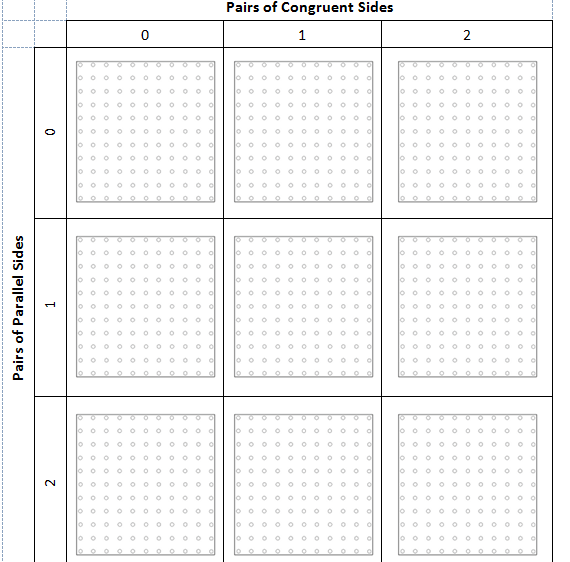 Pairs of Congruent Sides
0 1 2
Pairs of Parallel Sides
0
1
2